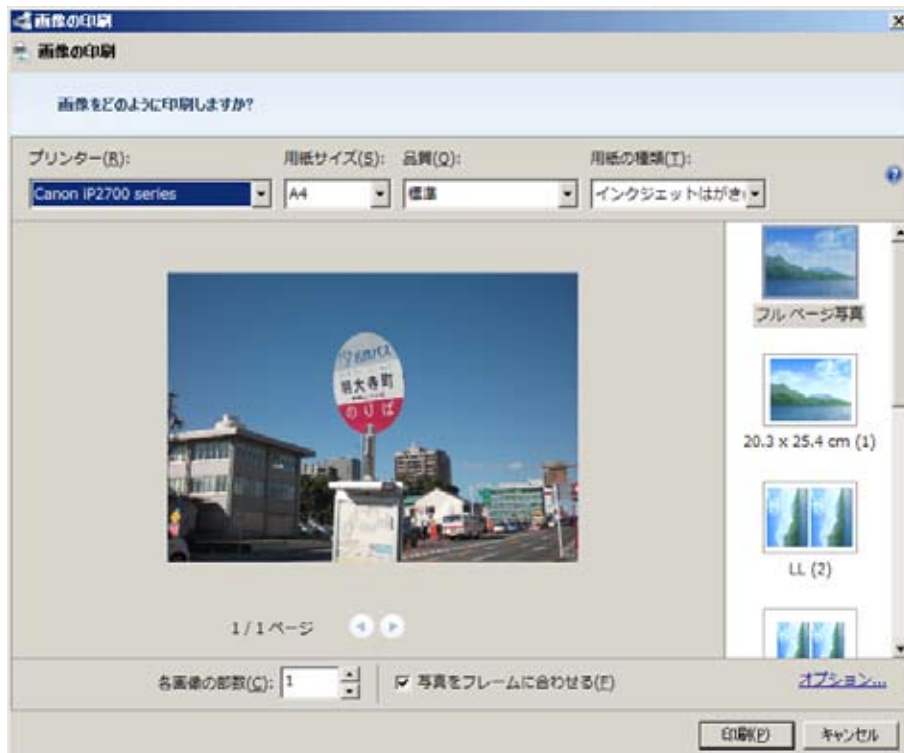 画像の印刷
画像の印刷
画像をどのように印刷しますか?
プリンター(R): 用紙サイズ(S): 品質(Q): 用紙の種類(T):
Canon iP2700 series A4 標準 インクジェットはがき
明大寺町
のりば
フル ページ写真
20.3 x 25.4 cm (1)
LL (2)
1 / 1 ページ
各画像の部数(C): 1 写真をフレームに合わせる(F) オプション...
印刷(P) キャンセル